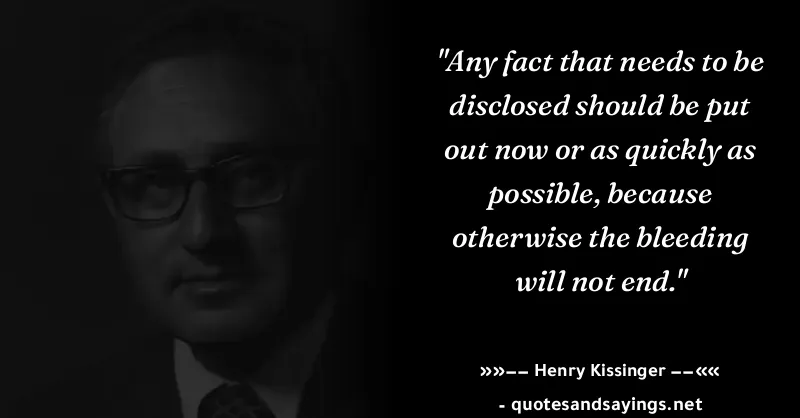 "Any fact that needs to be
disclosed should be put
out now or as quickly as
possible, because
otherwise the bleeding
will not end."
»»−− Henry Kissinger −−««
- quotesandsayings.net